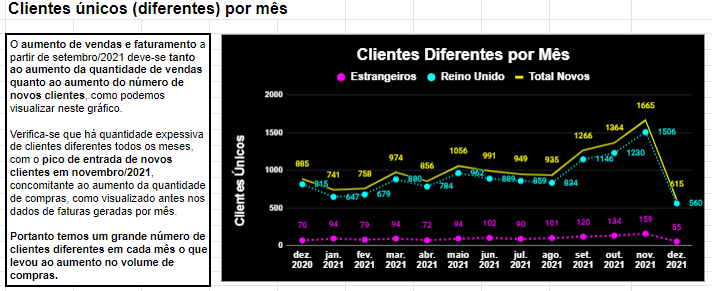 Clientes únicos (diferentes) por mês
O aumento de vendas e faturamento a
partir de setembro/2021 deve-se tanto
ao aumento da quantidade de vendas
quanto ao aumento do número de
novos clientes, como podemos
visualizar neste gráfico.
Verifica-se que há quantidade expessiva
de clientes diferentes todos os meses,
com o pico de entrada de novos
clientes em novembro/2021,
concomitante ao aumento da quantidade
de compras, como visualizado antes nos
dados de faturas geradas por mês.
Portanto temos um grande número de
clientes diferentes em cada mês o que
levou ao aumento no volume de
compras.
Clientes Diferentes por Mês
Estrangeiros Reino Unido Total Novos
Clientes Únicos
2000
1500
1000
500
0
885 741 758 974 856 1056 991 949 935 1266 1364 1665 615
815 647 679 880 784 962 889 859 834 1146 1230 1506 560
70 94 79 94 72 94 102 90 101 120 134 159 55
dez. jan. fev. mar. abr. maio jun. jul. ago. set. out. nov. dez.
2020 2021 2021 2021 2021 2021 2021 2021 2021 2021 2021 2021 2021